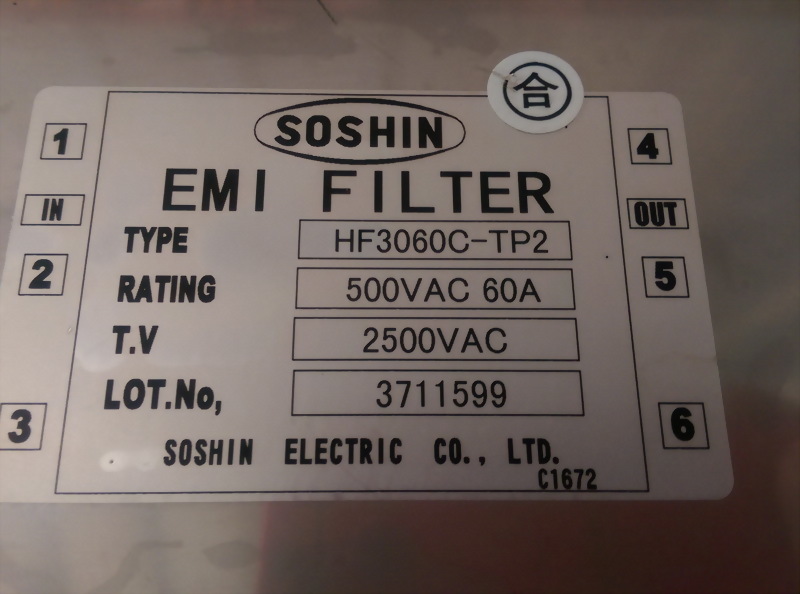 合
SOSHIN
EMI FILTER
1
IN
2
3
4
OUT
5
6
TYPE HF3060C-TP2
RATING 500VAC 60A
T.V 2500VAC
LOT.No, 3711599
SOSHIN ELECTRIC CO., LTD.
C1672